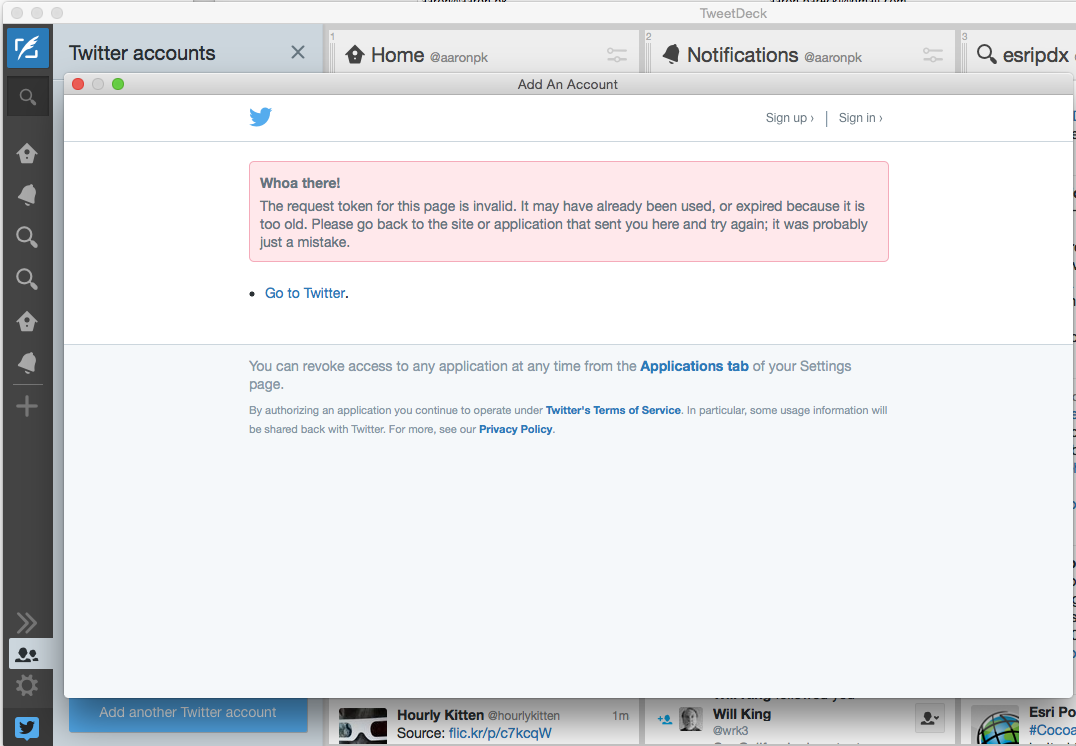 TweetDeck
Twitter accounts
1
Home @aaronpk
2
Notifications @aaronpk
3
esripdx
Add An Account
Sign up ›
Sign in ›
Whoa there!
The request token for this page is invalid. It may have already been used, or expired because it is
too old. Please go back to the site or application that sent you here and try again; it was probably
just a mistake.
Go to Twitter.
You can revoke access to any application at any time from the Applications tab of your Settings
page.
By authorizing an application you continue to operate under Twitter's Terms of Service. In particular, some usage information will
be shared back with Twitter. For more, see our Privacy Policy.
Add another Twitter account
Hourly Kitten @hourlykitten 1m
Source: flic.kr/p/c7kcqW
Will King
@wrk3
Esri Po
#Cocoa